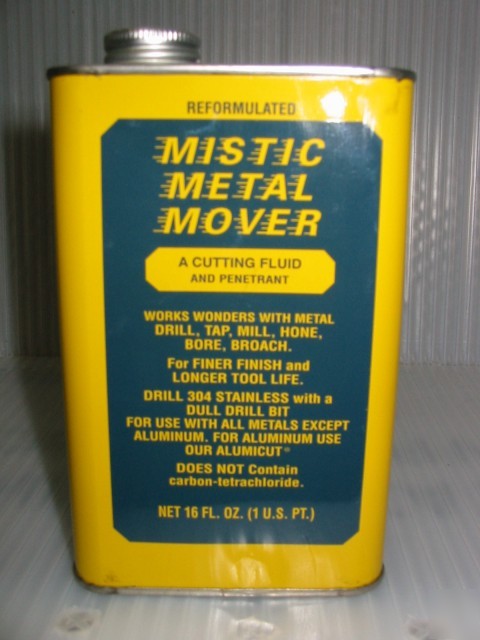 REFORMULATED
MISTIC
METAL
MOVER
A CUTTING FLUID
AND PENETRANT
WORKS WONDERS WITH METAL
DRILL, TAP, MILL, HONE,
BORE, BROACH.
For FINER FINISH and
LONGER TOOL LIFE.
DRILL 304 STAINLESS with a
DULL DRILL BIT
FOR USE WITH ALL METALS EXCEPT
ALUMINUM. FOR ALUMINUM USE
OUR ALUMICUT®
DOES NOT Contain
carbon-tetrachloride.
NET 16 FL. OZ. (1 U.S. PT.)